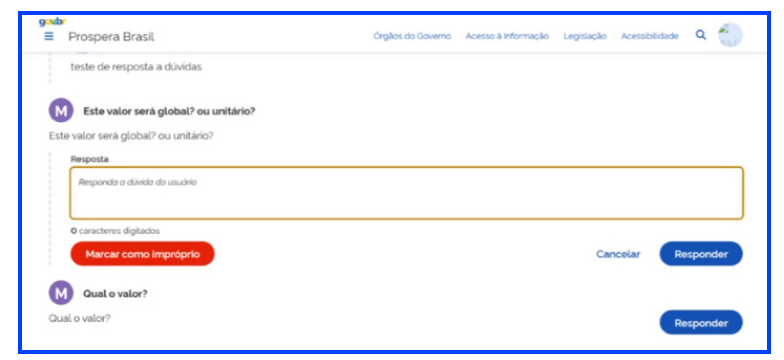 gov.br
Prospera Brasil
Órgãos do Governo Acesso à Informação Legislação Acessibilidade
teste de resposta a dúvidas
M Este valor será global? ou unitário?
Este valor será global? ou unitário?
Resposta
Responda a dúvida do usuário
0 caracteres digitados
Marcar como impróprio Cancelar Responder
M Qual o valor?
Qual o valor?
Responder